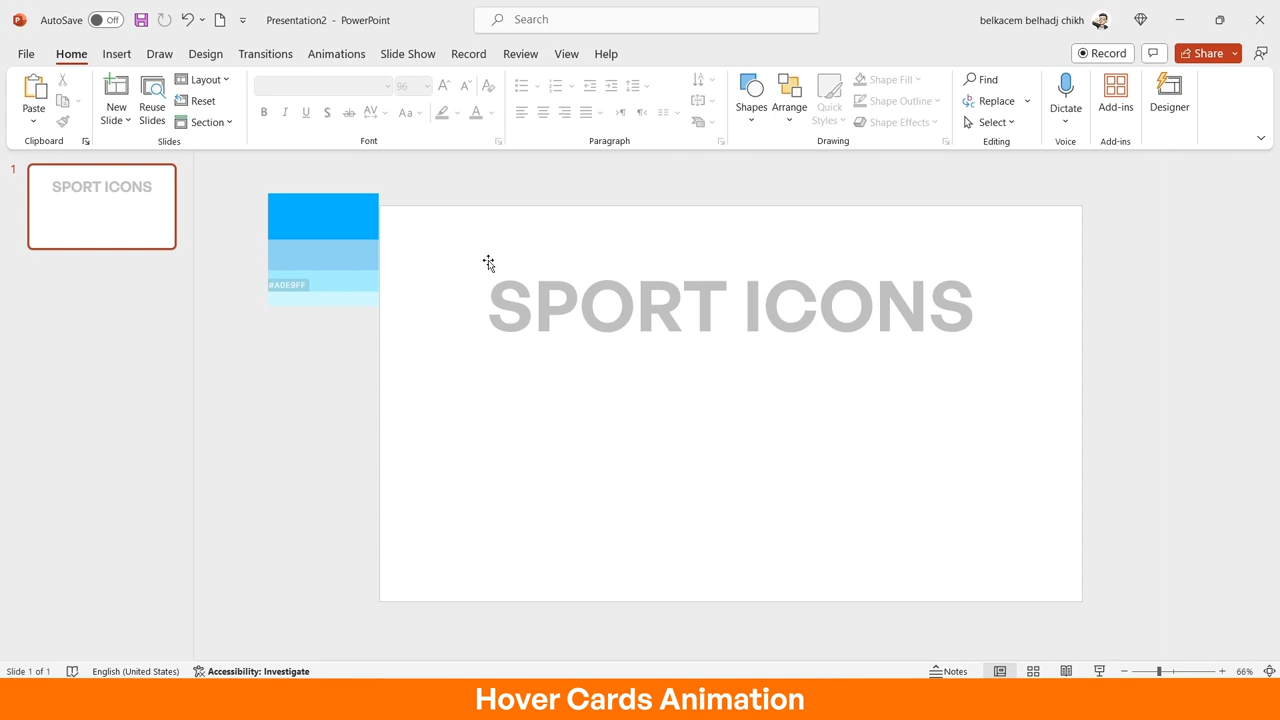 AutoSave Off Presentation2 - PowerPoint Search belkacem belhadj chikh
File Home Insert Draw Design Transitions Animations Slide Show Record Review View Help Record Share
Paste
Clipboard
New Slide
Reuse Slides
Layout
Reset
Section
Slides
96
B I U S ab AV Aa A
Font
Paragraph
Shapes
Arrange
Quick Styles
Shape Fill
Shape Outline
Shape Effects
Drawing
Find
Replace
Select
Editing
Dictate
Voice
Add-ins
Add-ins
Designer
1
SPORT ICONS
#A0E9FF
SPORT ICONS
Slide 1 of 1 English (United States) Accessibility: Investigate Notes 66%
Hover Cards Animation